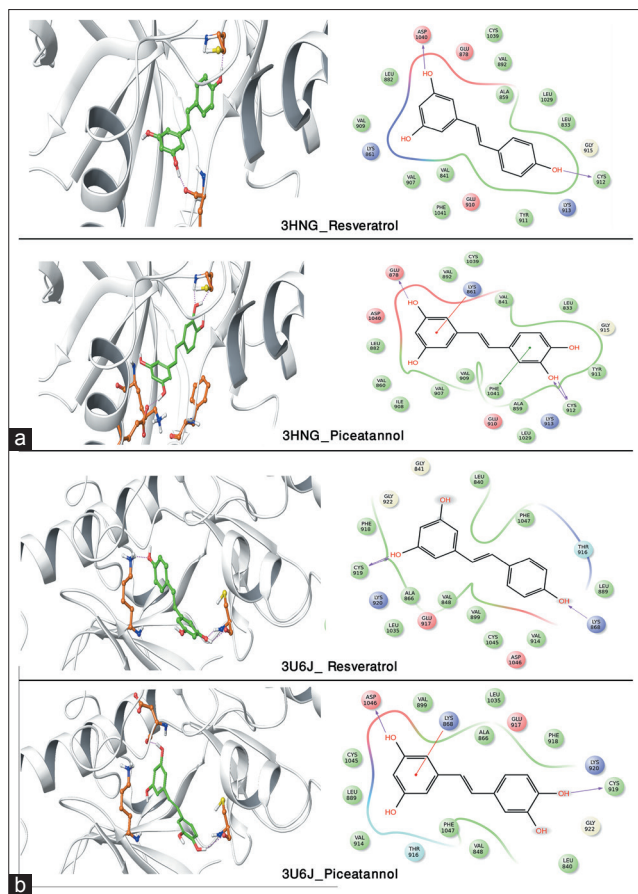 ASP
1040
CYS
1039
GLU
878
VAL
892
HO
LEU
882
ALA
859
LEU
1029
LEU
833
VAL
909
HO
LYS
861
GLY
915
VAL
907
VAL
841
OH
CYS
912
PHE
1041
GLU
910
LYS
913
TYR
911
3HNG_Resveratrol
GLU
878
CYS
1039
VAL
892
LYS
861
VAL
841
HO
ASP
1040
LEU
833
GLY
915
LEU
882
HO
OH
OH
TYR
911
VAL
860
ILE
908
VAL
907
VAL
909
PHE
1041
ALA
859
CYS
912
GLU
910
LYS
913
LEU
1029
3HNG_Piceatannol
a
GLY
841
GLY
922
LEU
840
OH
PHE
918
PHE
1047
THR
916
HO
CYS
919
LYS
920
ALA
866
VAL
848
VAL
899
OH
LEU
889
LYS
868
GLU
917
LEU
1035
CYS
1045
VAL
914
ASP
1046
3U6J_ Resveratrol
ASP
1046
VAL
899
LYS
868
LEU
1035
GLU
917
ALA
866
PHE
918
HO
CYS
1045
LYS
920
CYS
919
LEU
889
HO
OH
OH
GLY
922
VAL
914
THR
916
PHE
1047
VAL
848
LEU
840
3U6J_Piceatannol
b